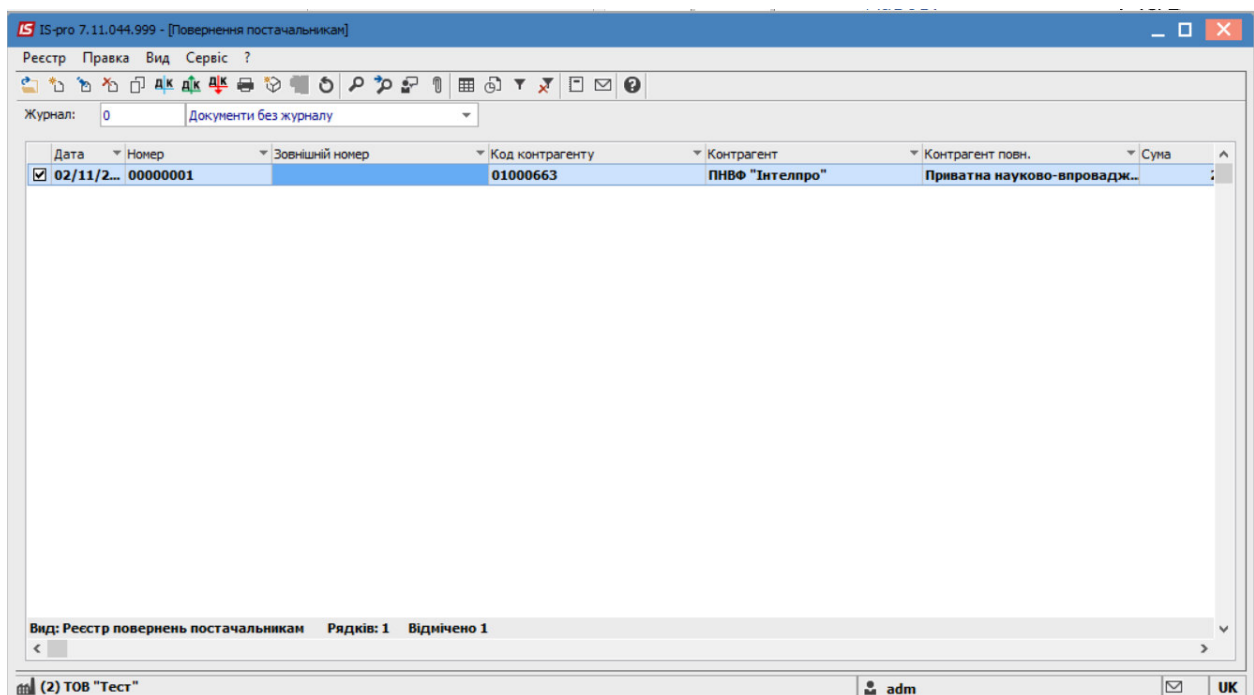 IS-pro 7.11.044.999 - [Повернення постачальникам]
Реєстр Правка Вид Сервіс ?
Журнал: 0 Документи без журналу
Дата Номер Зовнішній номер Код контрагенту Контрагент Контрагент повн. Сума
02/11/2... 00000001 01000663 ПНВФ "Інтелпро" Приватна науково-впровадж...
Вид: Реєстр повернень постачальникам Рядків: 1 Відмічено 1
(2) ТОВ "Тест" adm UK